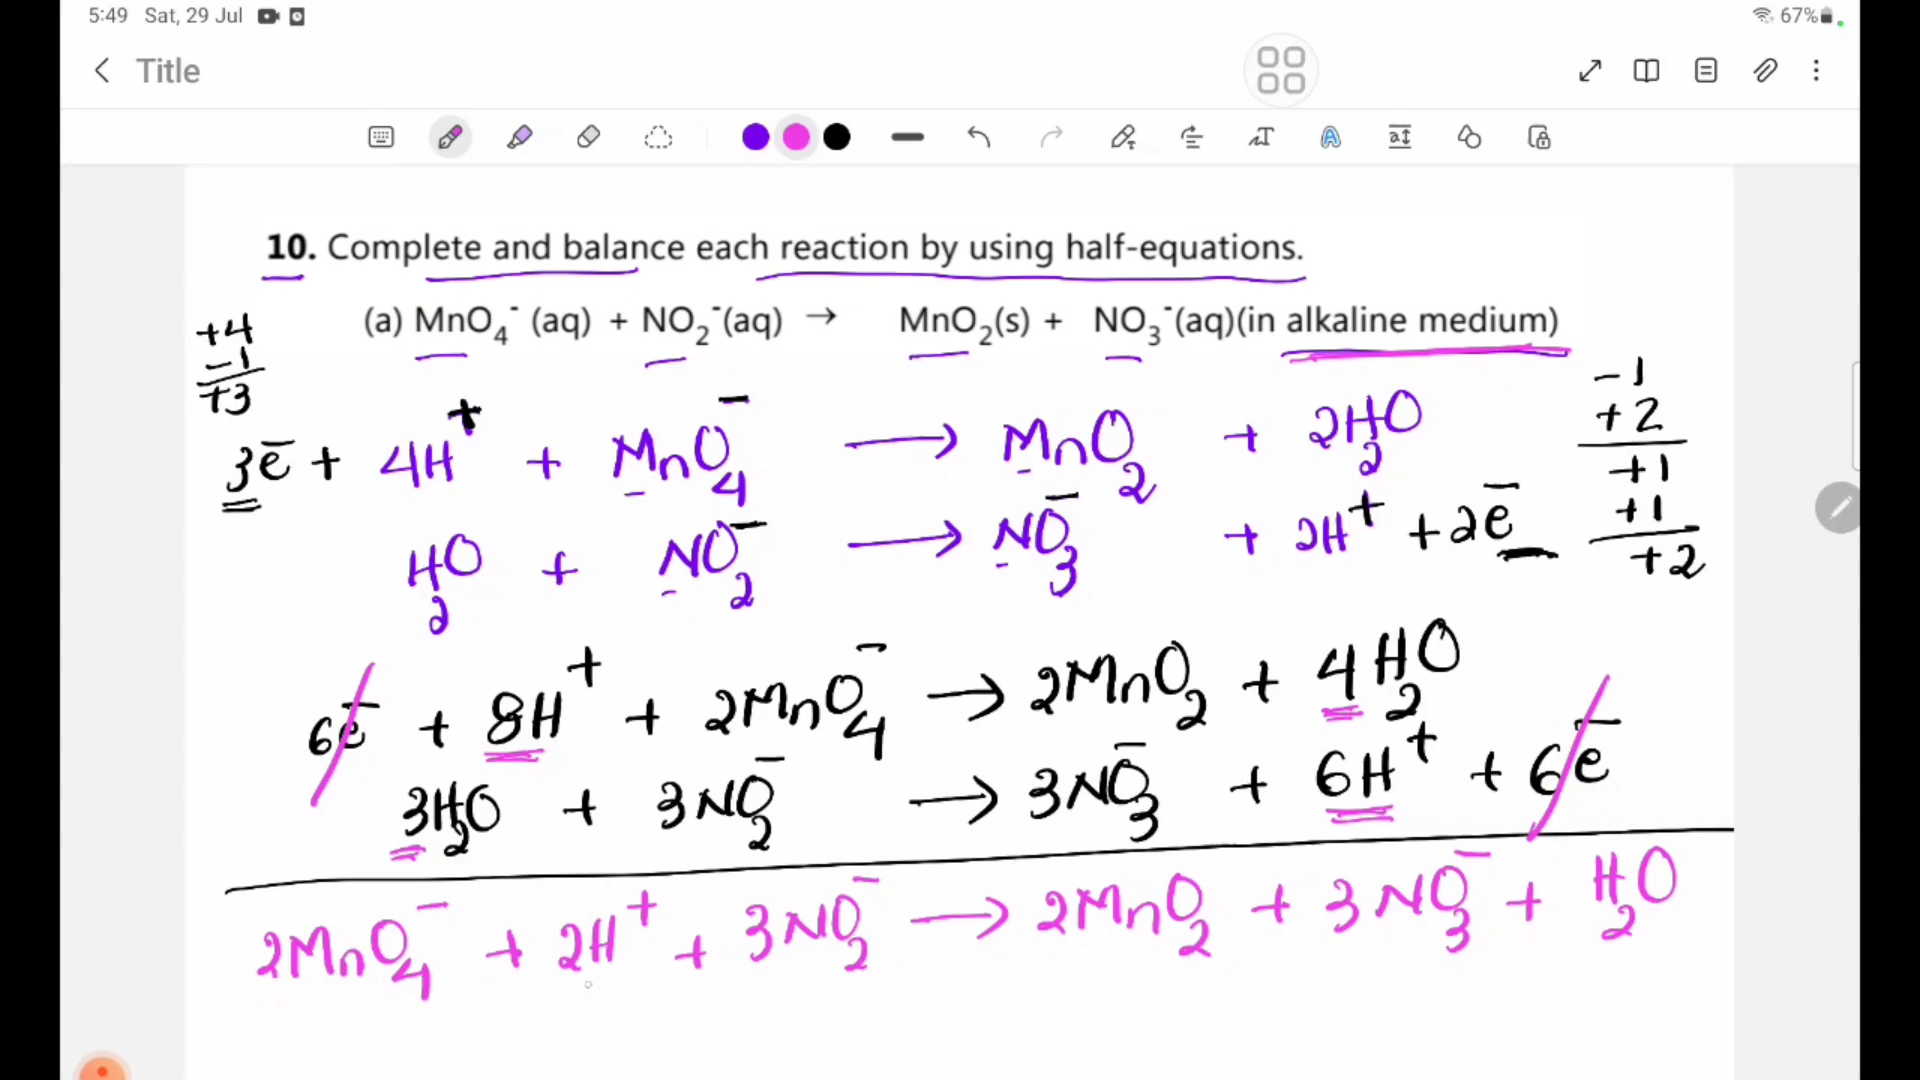 5:49 Sat, 29 Jul 67%
Title
10. Complete and balance each reaction by using half-equations.
(a) MnO₄⁻ (aq) + NO₂⁻(aq) → MnO₂(s) + NO₃⁻(aq)(in alkaline medium)
+4
-1
+3
3e⁻ + 4H⁺ + MnO₄⁻ → MnO₂ + 2H₂O
H₂O + NO₂⁻ → NO₃⁻ + 2H⁺ + 2e⁻
-1
+2
+1
+1
+2
6e⁻ + 8H⁺ + 2MnO₄⁻ → 2MnO₂ + 4H₂O
3H₂O + 3NO₂⁻ → 3NO₃⁻ + 6H⁺ + 6e⁻
2MnO₄⁻ + 2H⁺ + 3NO₂⁻ → 2MnO₂ + 3NO₃⁻ + H₂O